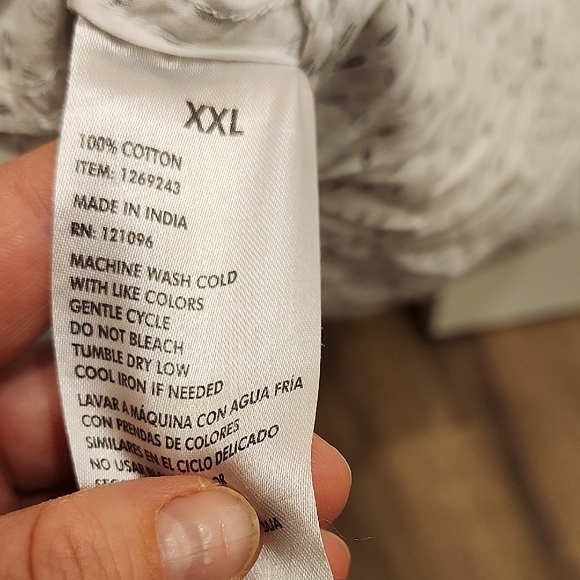 XXL
100% COTTON
ITEM: 1269243
MADE IN INDIA
RN: 121096
MACHINE WASH COLD
WITH LIKE COLORS
GENTLE CYCLE
DO NOT BLEACH
TUMBLE DRY LOW
COOL IRON IF NEEDED
LAVAR A MÁQUINA CON AGUA FRÍA
CON PRENDAS DE COLORES
SIMILARES EN EL CICLO DELICADO
NO USAR